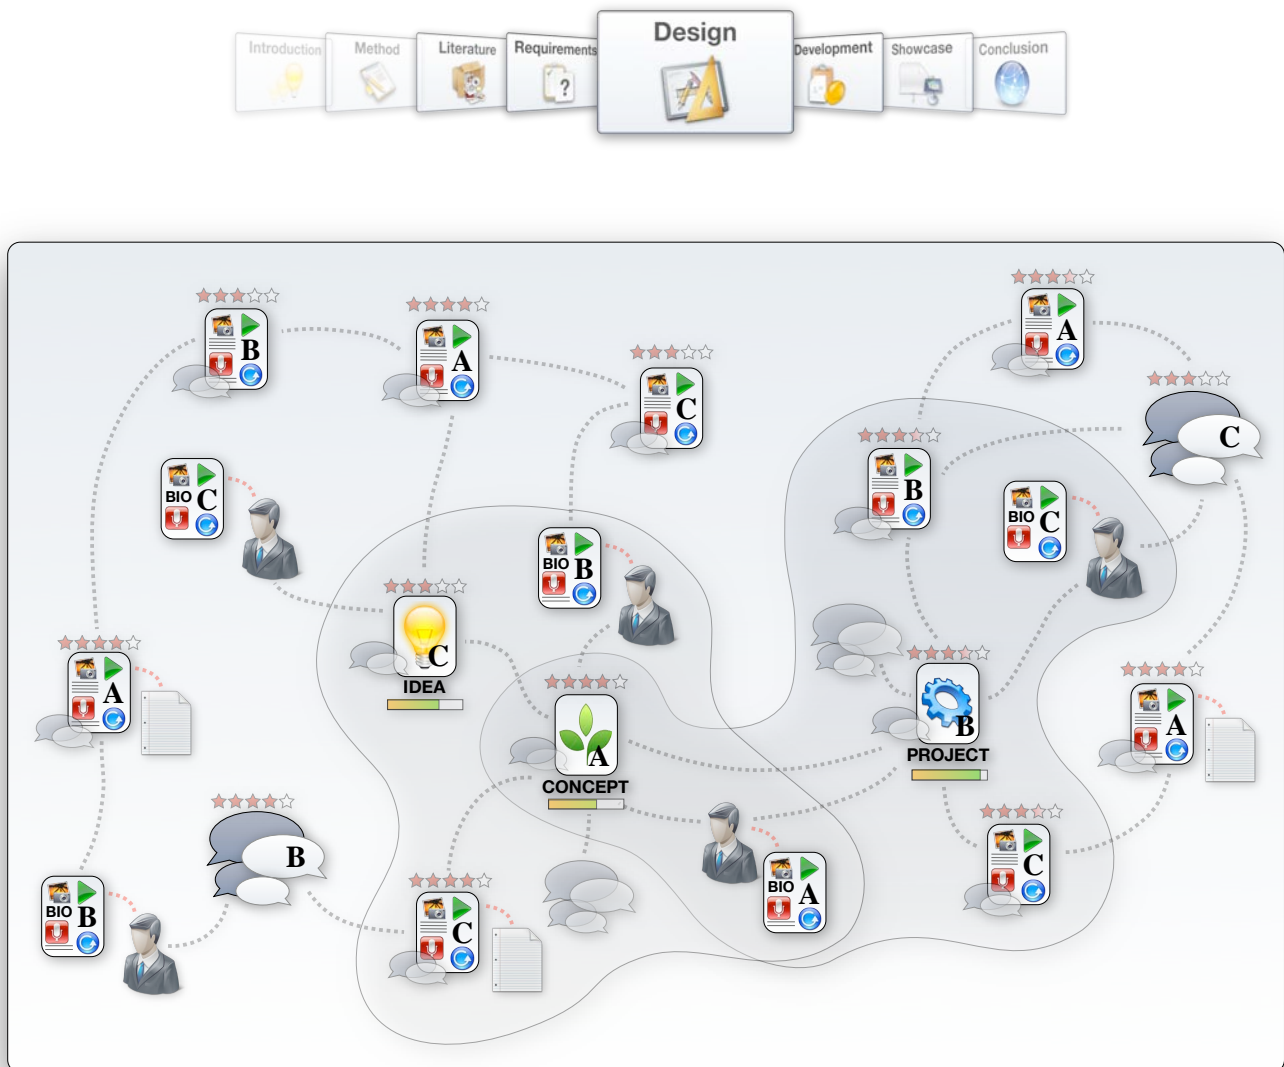 Introduction
Method
Literature
Requirements
?
Design
Development
Showcase
Conclusion
B
A
A
C
C
B
BIO C
BIO C
BIO B
C
IDEA
A
A
B
PROJECT
A
CONCEPT
B
C
BIO B
BIO A
C